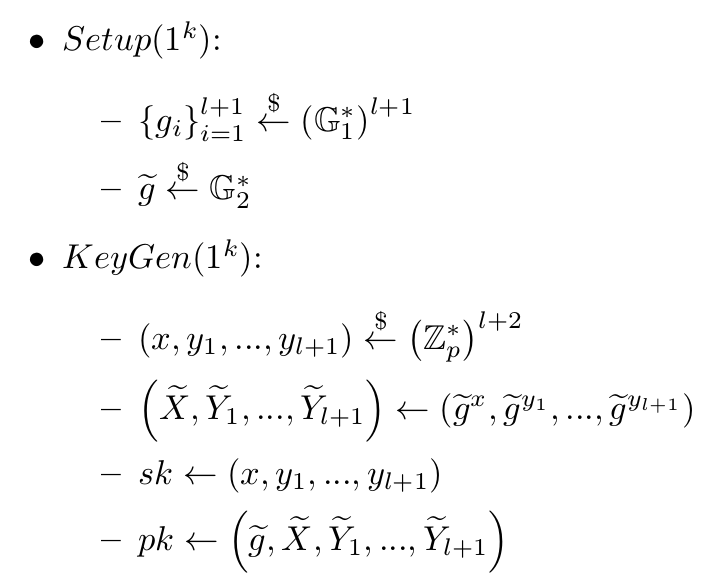 • Setup(1^k):
– {g_i}_{i=1}^{l+1} $← (𝔾_1^*)^{l+1}
– g̃ $← 𝔾_2^*
• KeyGen(1^k):
– (x, y_1, ..., y_{l+1}) $← (ℤ_p^*)^{l+2}
– (X̃, Ỹ_1, ..., Ỹ_{l+1}) ← (g̃^x, g̃^{y_1}, ..., g̃^{y_{l+1}})
– sk ← (x, y_1, ..., y_{l+1})
– pk ← (g̃, X̃, Ỹ_1, ..., Ỹ_{l+1})